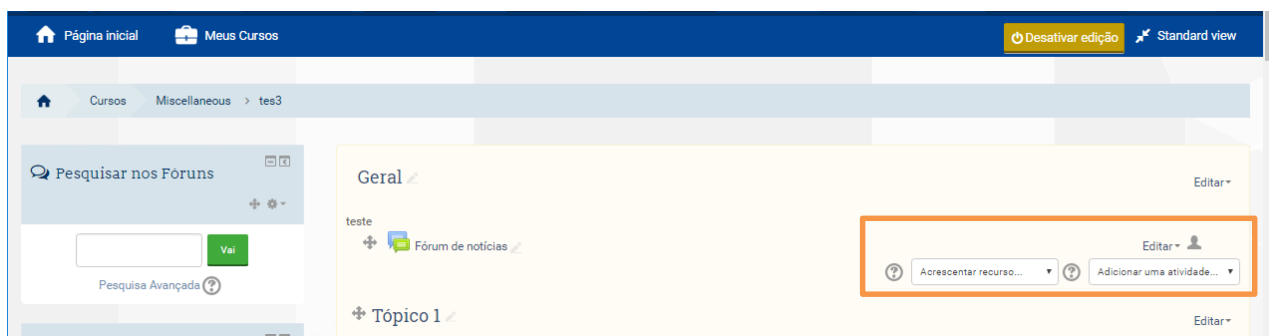 Página inicial Meus Cursos Desativar edição Standard view
Cursos Miscellaneous > tes3
Pesquisar nos Fóruns
Geral
Editar
teste
Fórum de notícias
Editar
Vai
Acrescentar recurso... Adicionar uma atividade...
Pesquisa Avançada
Tópico 1
Editar